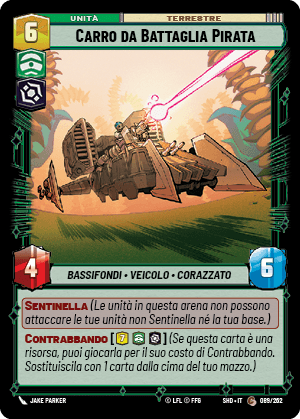 UNITÀ
TERRESTRE
6
Carro da Battaglia Pirata
4
6
BASSIFONDI • VEICOLO • CORAZZATO
Sentinella (Le unità in questa arena non possono
attaccare le tue unità non Sentinella né la tua base.)
Contrabbando [7] (Se questa carta è una
risorsa, puoi giocarla per il suo costo di Contrabbando.
Sostituiscila con 1 carta dalla cima del tuo mazzo.)
JAKE PARKER
© LFL © FFG
SHD • IT
089/262